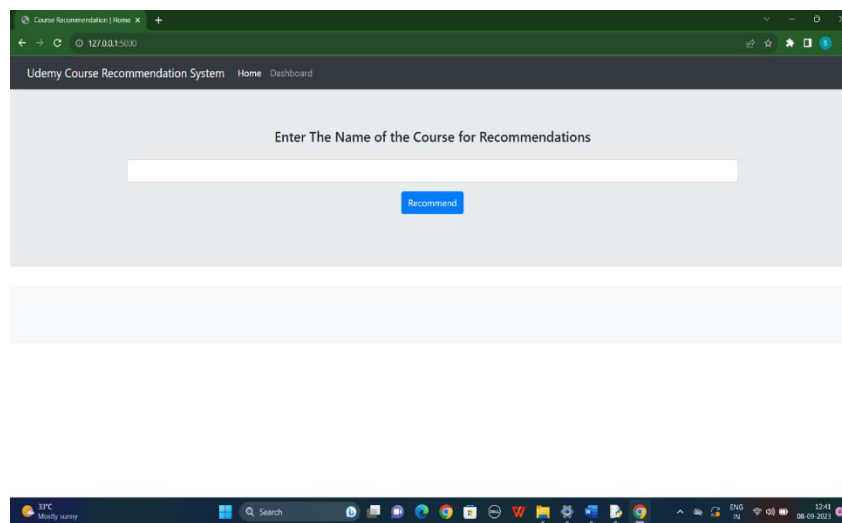 Course Recommendation | Home
127.0.0.1:5000
Udemy Course Recommendation System Home Dashboard
Enter The Name of the Course for Recommendations
Recommend
33°C
Mostly sunny
Search
ENG
IN
12:41
08-09-2023